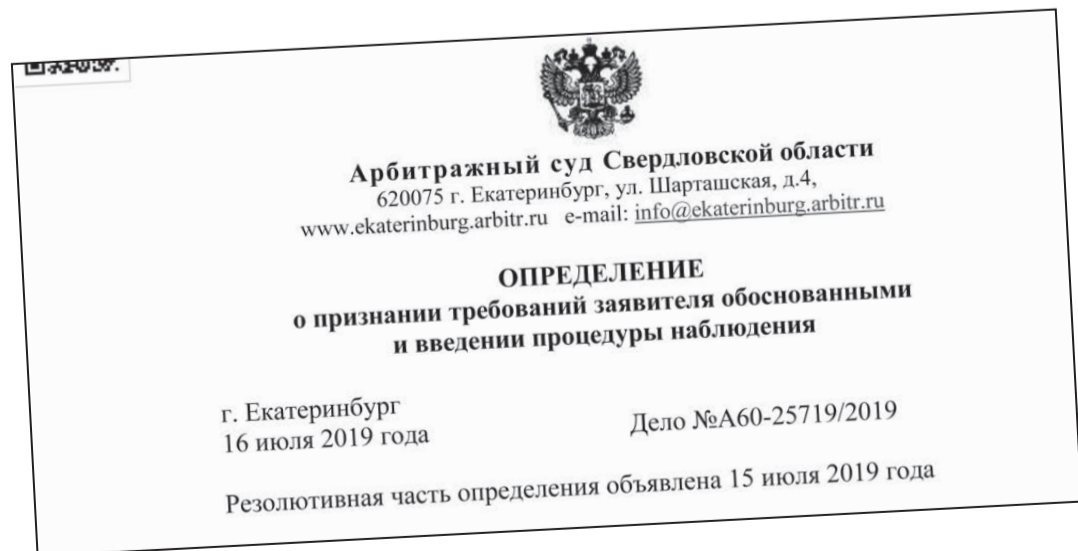 Арбитражный суд Свердловской области
620075 г. Екатеринбург, ул. Шарташская, д.4,
www.ekaterinburg.arbitr.ru e-mail: info@ekaterinburg.arbitr.ru
ОПРЕДЕЛЕНИЕ
о признании требований заявителя обоснованными
и введении процедуры наблюдения
г. Екатеринбург
16 июля 2019 года
Дело №А60-25719/2019
Резолютивная часть определения объявлена 15 июля 2019 года